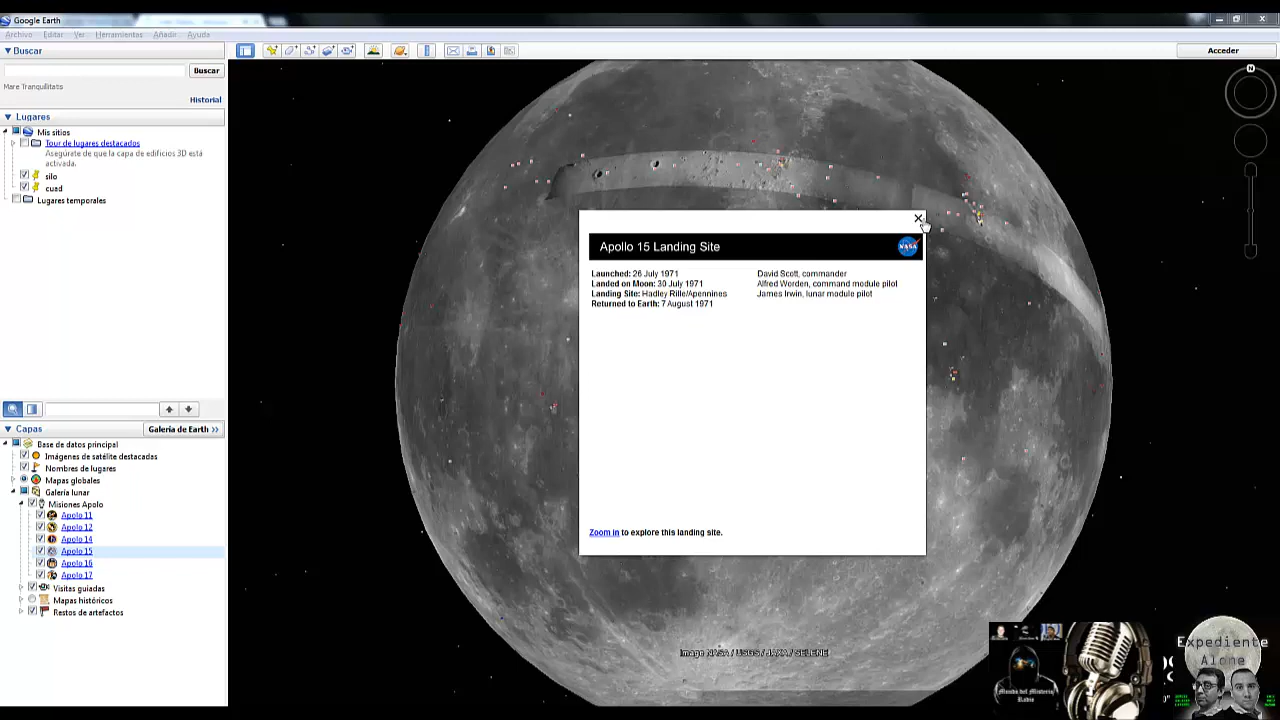 Google Earth
Archivo Editar Ver Herramientas Añadir Ayuda
Buscar
Buscar
Mare Tranquillitatis
Historial
Lugares
Mis sitios
Tour de lugares destacados
Asegúrate de que la capa de edificios 3D está
activada.
silo
cuad
Lugares temporales
Capas
Galería de Earth >>
Base de datos principal
Imágenes de satélite destacadas
Nombres de lugares
Mapas globales
Galería lunar
Misiones Apolo
Apolo 11
Apolo 12
Apolo 14
Apolo 15
Apolo 16
Apolo 17
Visitas guiadas
Mapas históricos
Restos de artefactos
Acceder
N
Apollo 15 Landing Site
NASA
Launched: 26 July 1971
Landed on Moon: 30 July 1971
Landing Site: Hadley Rille/Apennines
Returned to Earth: 7 August 1971
David Scott, commander
Alfred Worden, command module pilot
James Irwin, lunar module pilot
Zoom in to explore this landing site.
Image NASA / USGS / JAXA / SELENE
Mundo del Misterio
Radio
Expediente
Alone